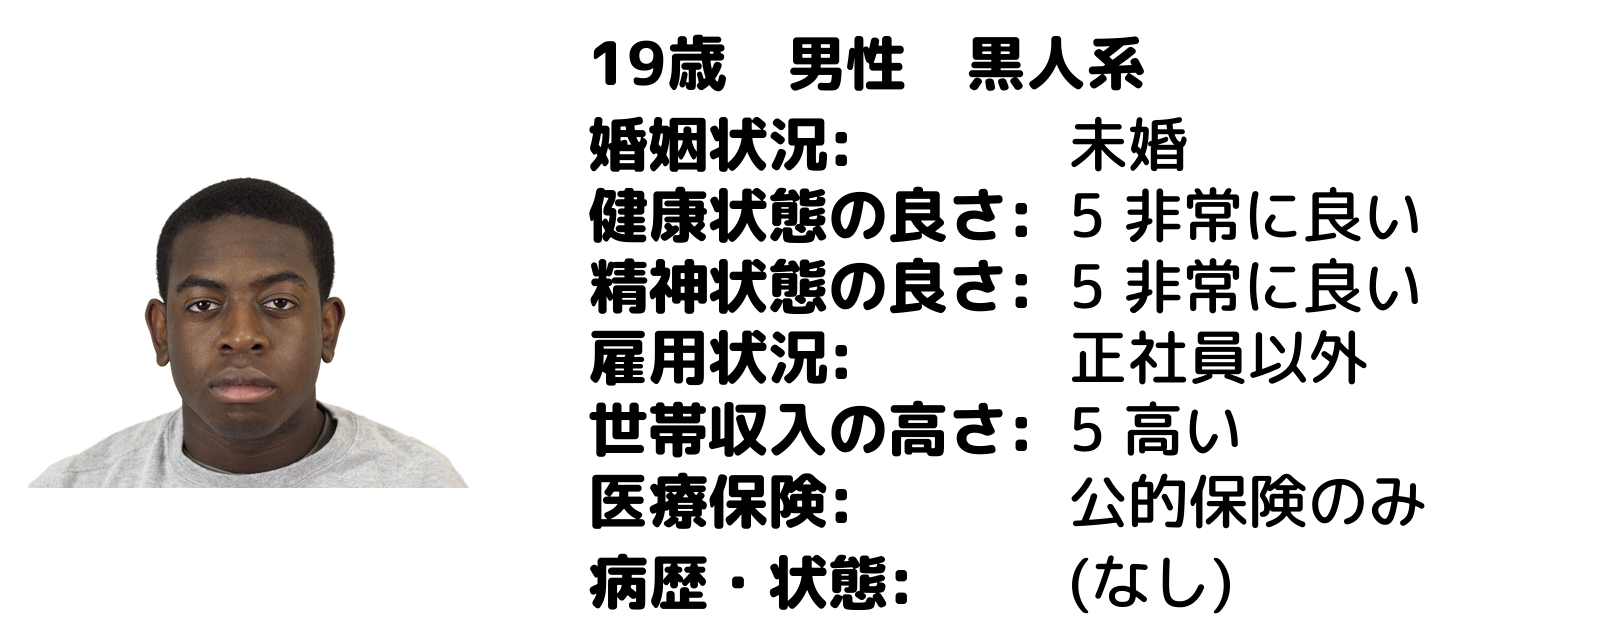 19歳　男性　黒人系
婚姻状況: 未婚
健康状態の良さ: 5 非常に良い
精神状態の良さ: 5 非常に良い
雇用状況: 正社員以外
世帯収入の高さ: 5 高い
医療保険: 公的保険のみ
病歴・状態: (なし)